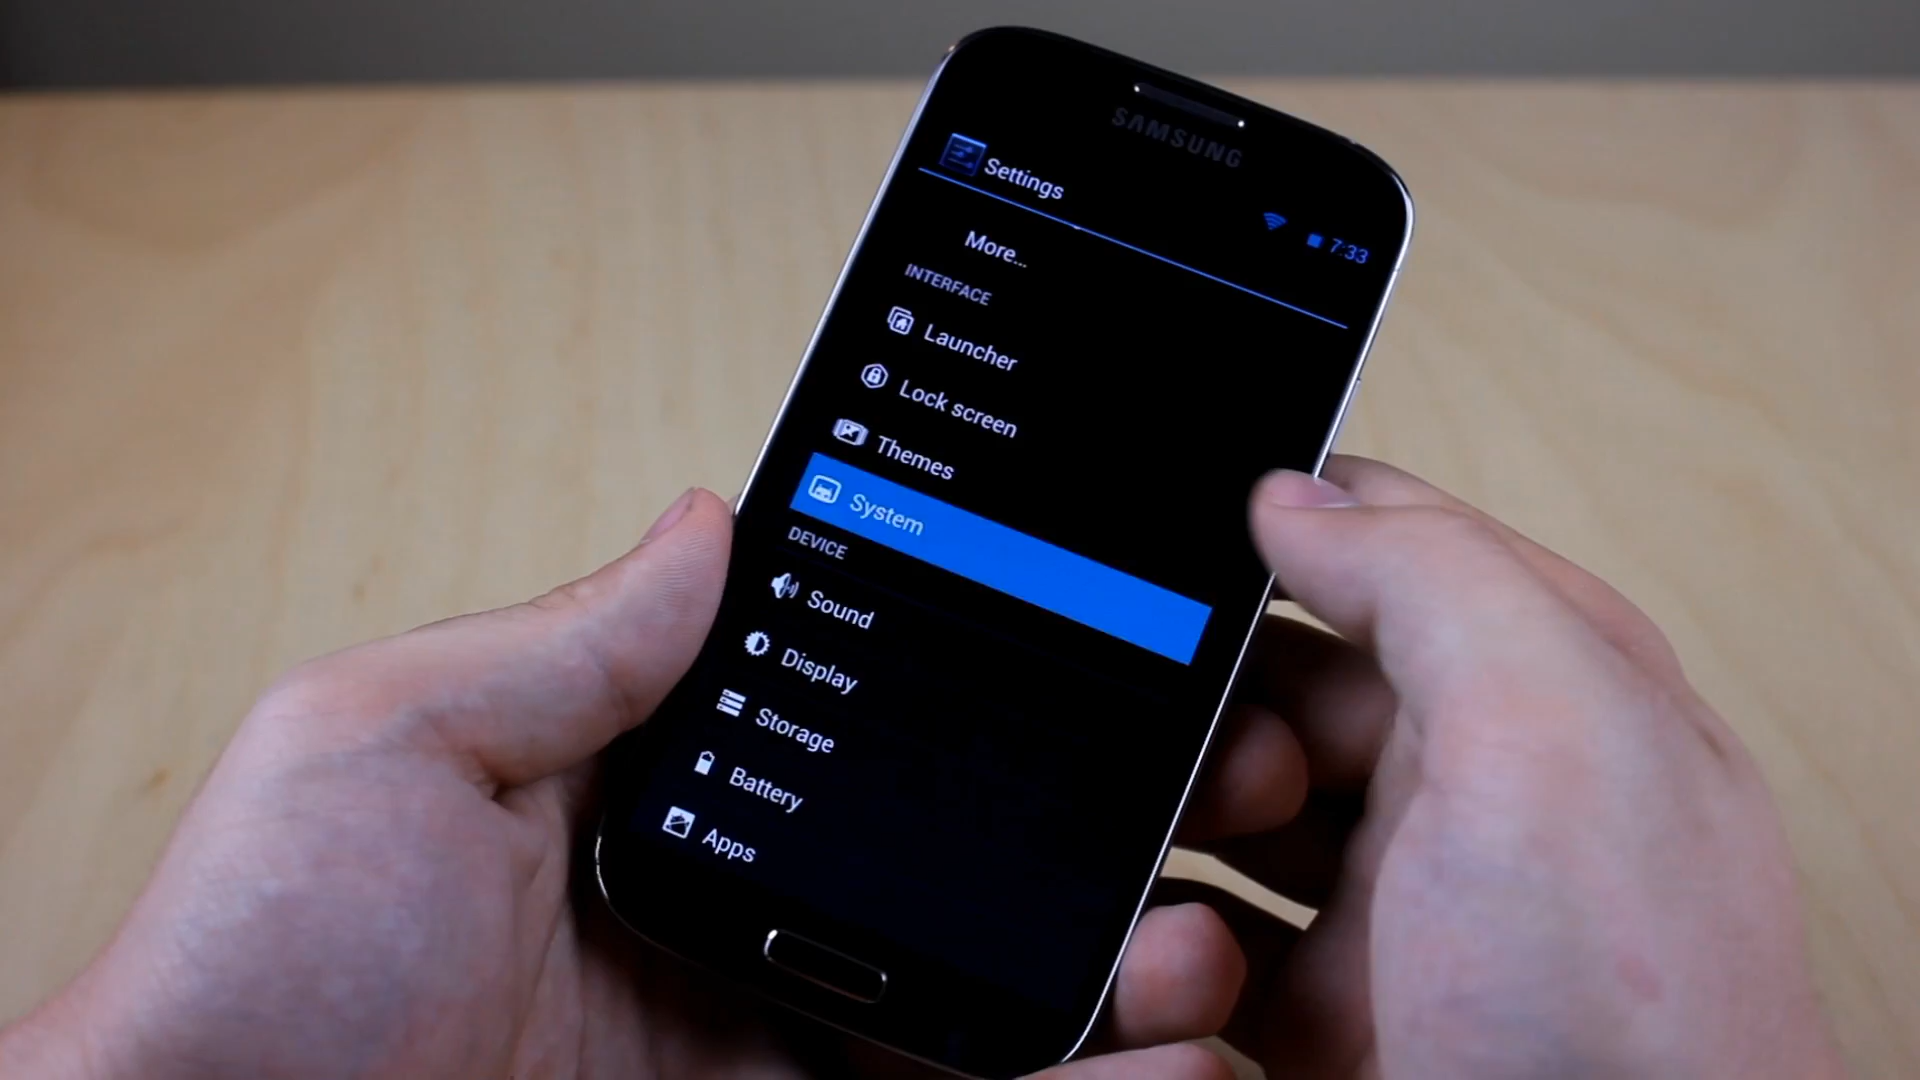 SAMSUNG
Settings
7:33
More...
INTERFACE
Launcher
Lock screen
Themes
System
DEVICE
Sound
Display
Storage
Battery
Apps